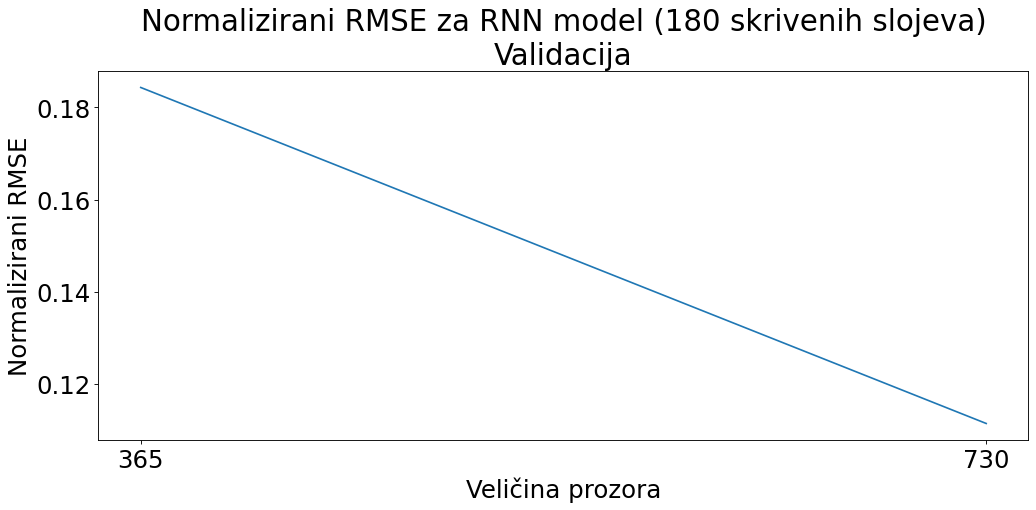 Normalizirani RMSE za RNN model (180 skrivenih slojeva)
Validacija
Normalizirani RMSE
0.18
0.16
0.14
0.12
365
730
Veličina prozora